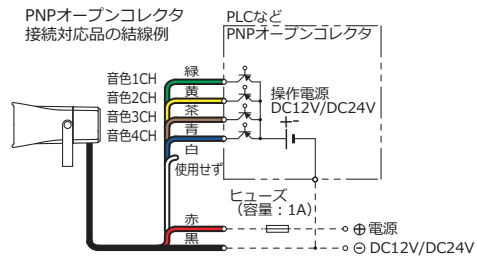 PNPオープンコレクタ
接続対応品の結線例
PLCなど
PNPオープンコレクタ
音色1CH
緑
音色2CH
黄
音色3CH
茶
音色4CH
青
白
使用せず
操作電源
DC12V/DC24V
+-
ヒューズ
(容量：1A)
赤
⊕電源
黒
⊖DC12V/DC24V